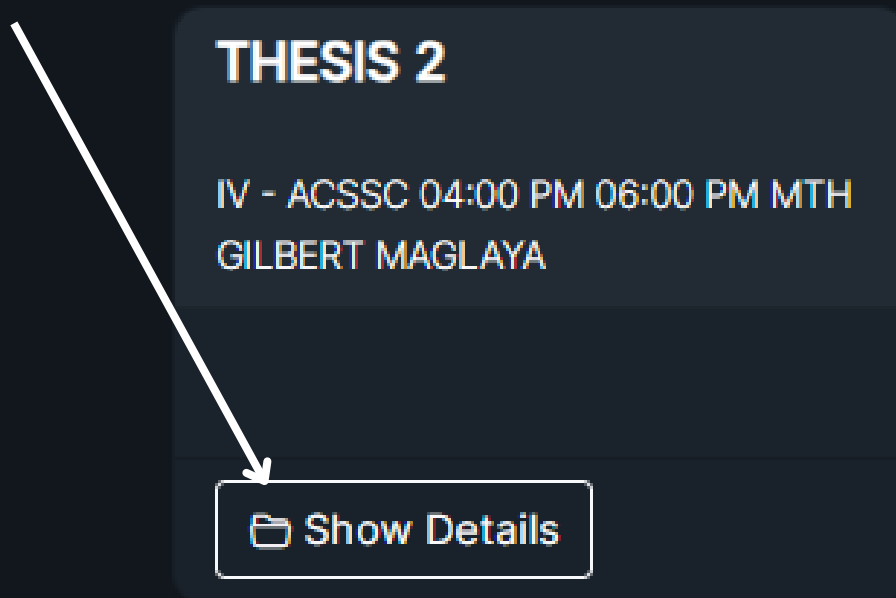 THESIS 2
IV - ACSSC 04:00 PM 06:00 PM MTH
GILBERT MAGLAYA
Show Details